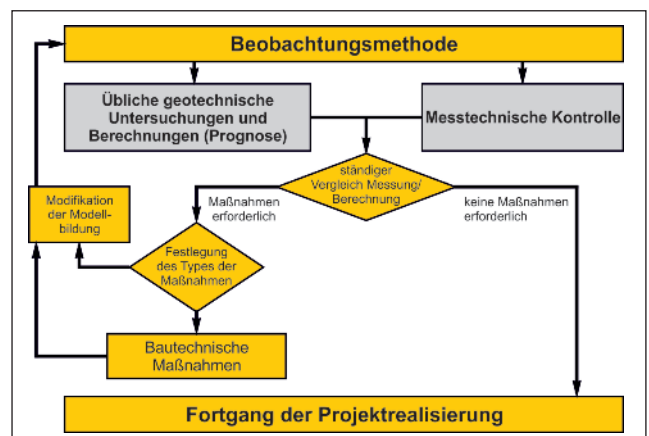 Beobachtungsmethode
Übliche geotechnische
Untersuchungen und
Berechnungen (Prognose)
Messtechnische Kontrolle
ständiger
Vergleich Messung/
Berechnung
Maßnahmen
erforderlich
keine Maßnahmen
erforderlich
Modifikation
der Modell-
bildung
Festlegung
des Types der
Maßnahmen
Bautechnische
Maßnahmen
Fortgang der Projektrealisierung